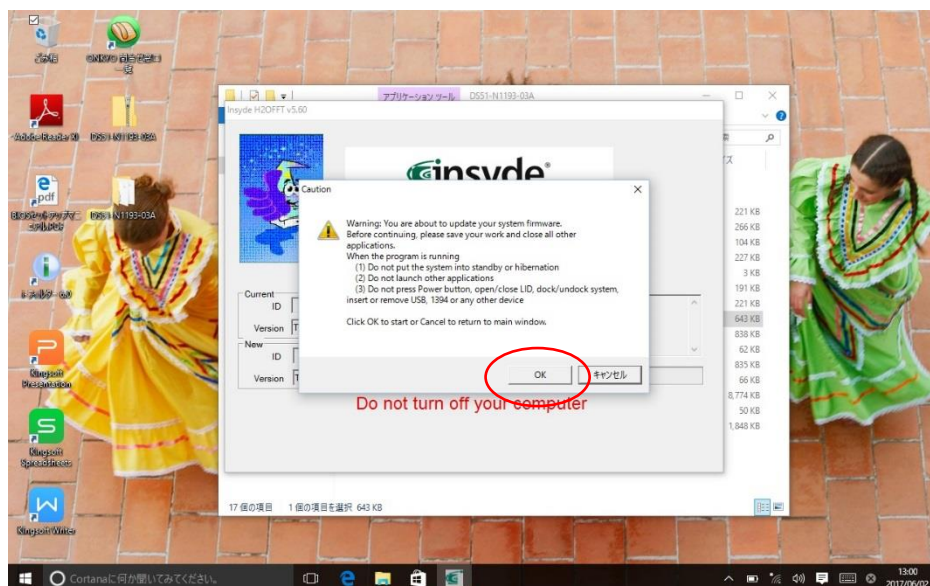 ごみ箱
Adobe Reader XI
DS51-N1193-03A
DS51-N1193-03A
Kingsoft
Presentation
Kingsoft
Spreadsheets
Kingsoft Writer
アプリケーション ツール DS51-N1193-03A
Insyde H2OFFT v5.60
insyde
Caution
Warning: You are about to update your system firmware.
Before continuing, please save your work and close all other
applications.
When the program is running
(1) Do not put the system into standby or hibernation
(2) Do not launch other applications
(3) Do not press Power button, open/close LID, dock/undock system,
insert or remove USB, 1394 or any other device
Click OK to start or Cancel to return to main window.
OK キャンセル
Current
ID
Version
New
ID
Version
Do not turn off your computer
221 KB
266 KB
104 KB
227 KB
3 KB
191 KB
221 KB
643 KB
838 KB
62 KB
835 KB
66 KB
8,774 KB
50 KB
1,848 KB
17 個の項目 1 個の項目を選択 643 KB
Cortanaに何か聞いてみてください。
13:00
2017/06/02